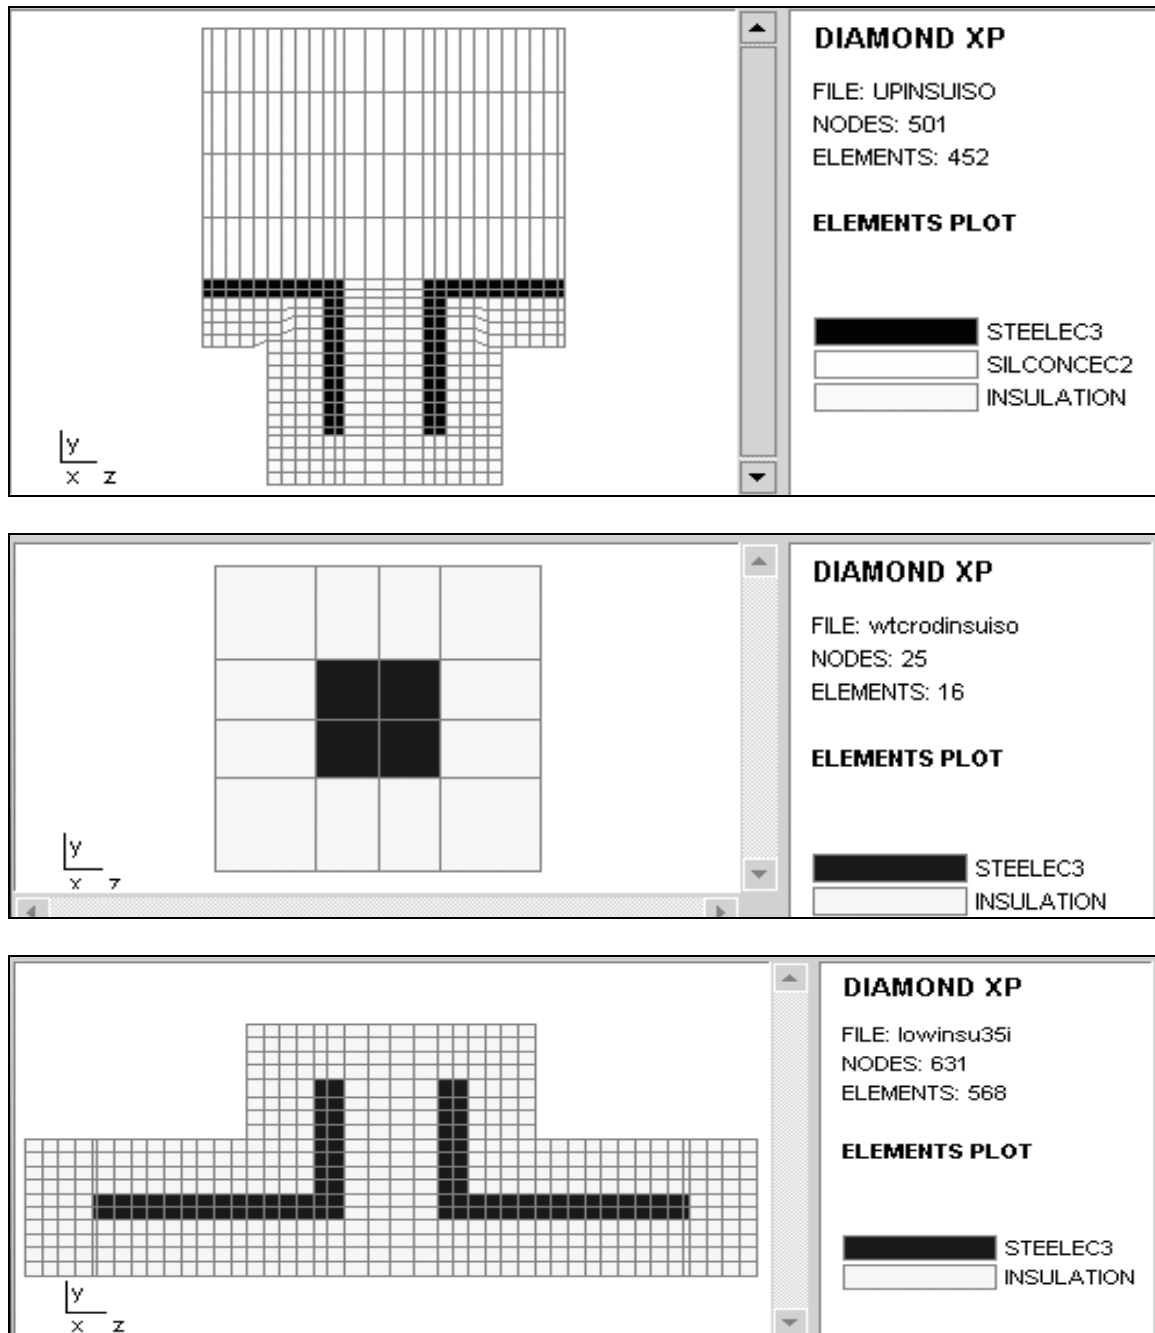 DIAMOND XP
FILE: UPINSUISO
NODES: 501
ELEMENTS: 452
ELEMENTS PLOT
STEELEC3
SILCONCEC2
INSULATION
y
x z
DIAMOND XP
FILE: wtcrodinsuiso
NODES: 25
ELEMENTS: 16
ELEMENTS PLOT
y
x z
STEELEC3
INSULATION
DIAMOND XP
FILE: lowinsu35i
NODES: 631
ELEMENTS: 568
ELEMENTS PLOT
STEELEC3
INSULATION
y
x z